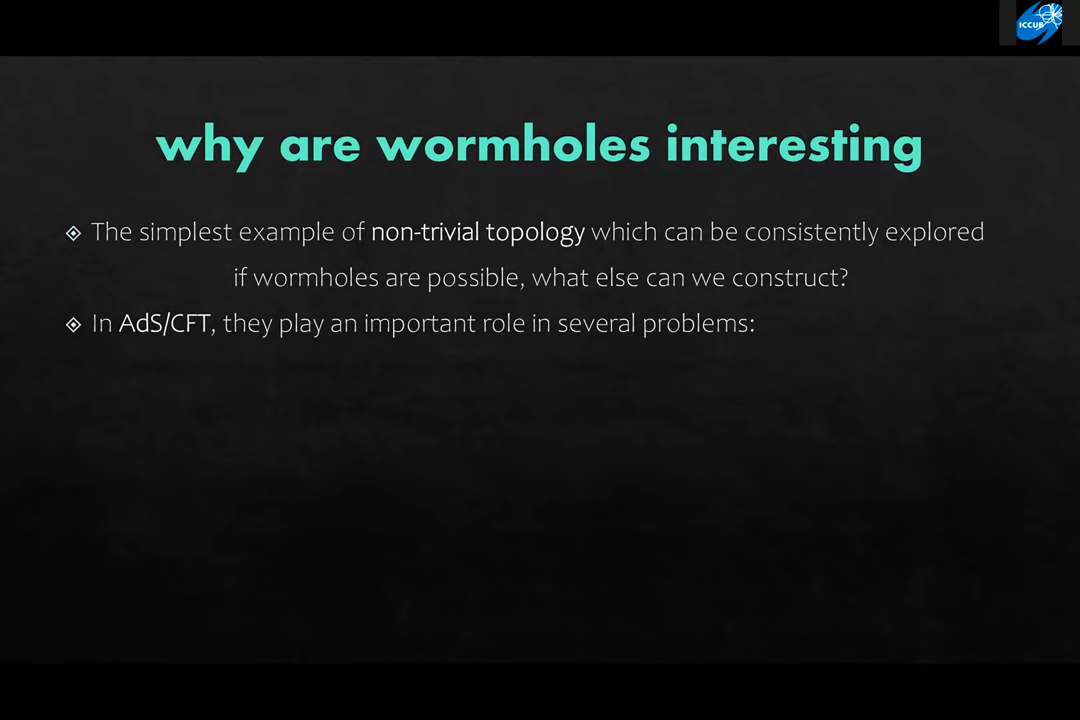 ICCUB
why are wormholes interesting
The simplest example of non-trivial topology which can be consistently explored
if wormholes are possible, what else can we construct?
In AdS/CFT, they play an important role in several problems: